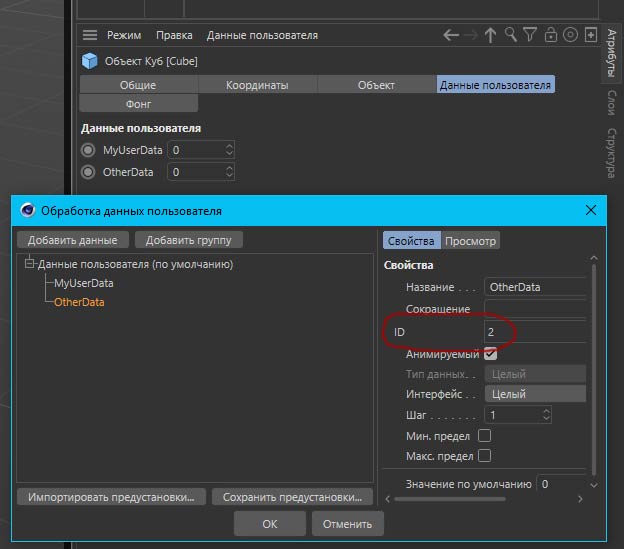 Режим Правка Данные пользователя
Объект Куб [Cube]
Общие Координаты Объект Данные пользователя
Фонг
Данные пользователя
MyUserData 0
OtherData 0
Атрибуты
Слои
Структура
Обработка данных пользователя
Добавить данные Добавить группу
Данные пользователя (по умолчанию)
MyUserData
OtherData
Импортировать предустановки... Сохранить предустановки...
Свойства Просмотр
Свойства
Название . . . OtherData
Сокращение
ID 2
Анимируемый
Тип данных. . Целый
Интерфейс . . Целый
Шаг . . . . . . . 1
Мин. предел
Макс. предел
Значение по умолчанию 0
OK Отменить